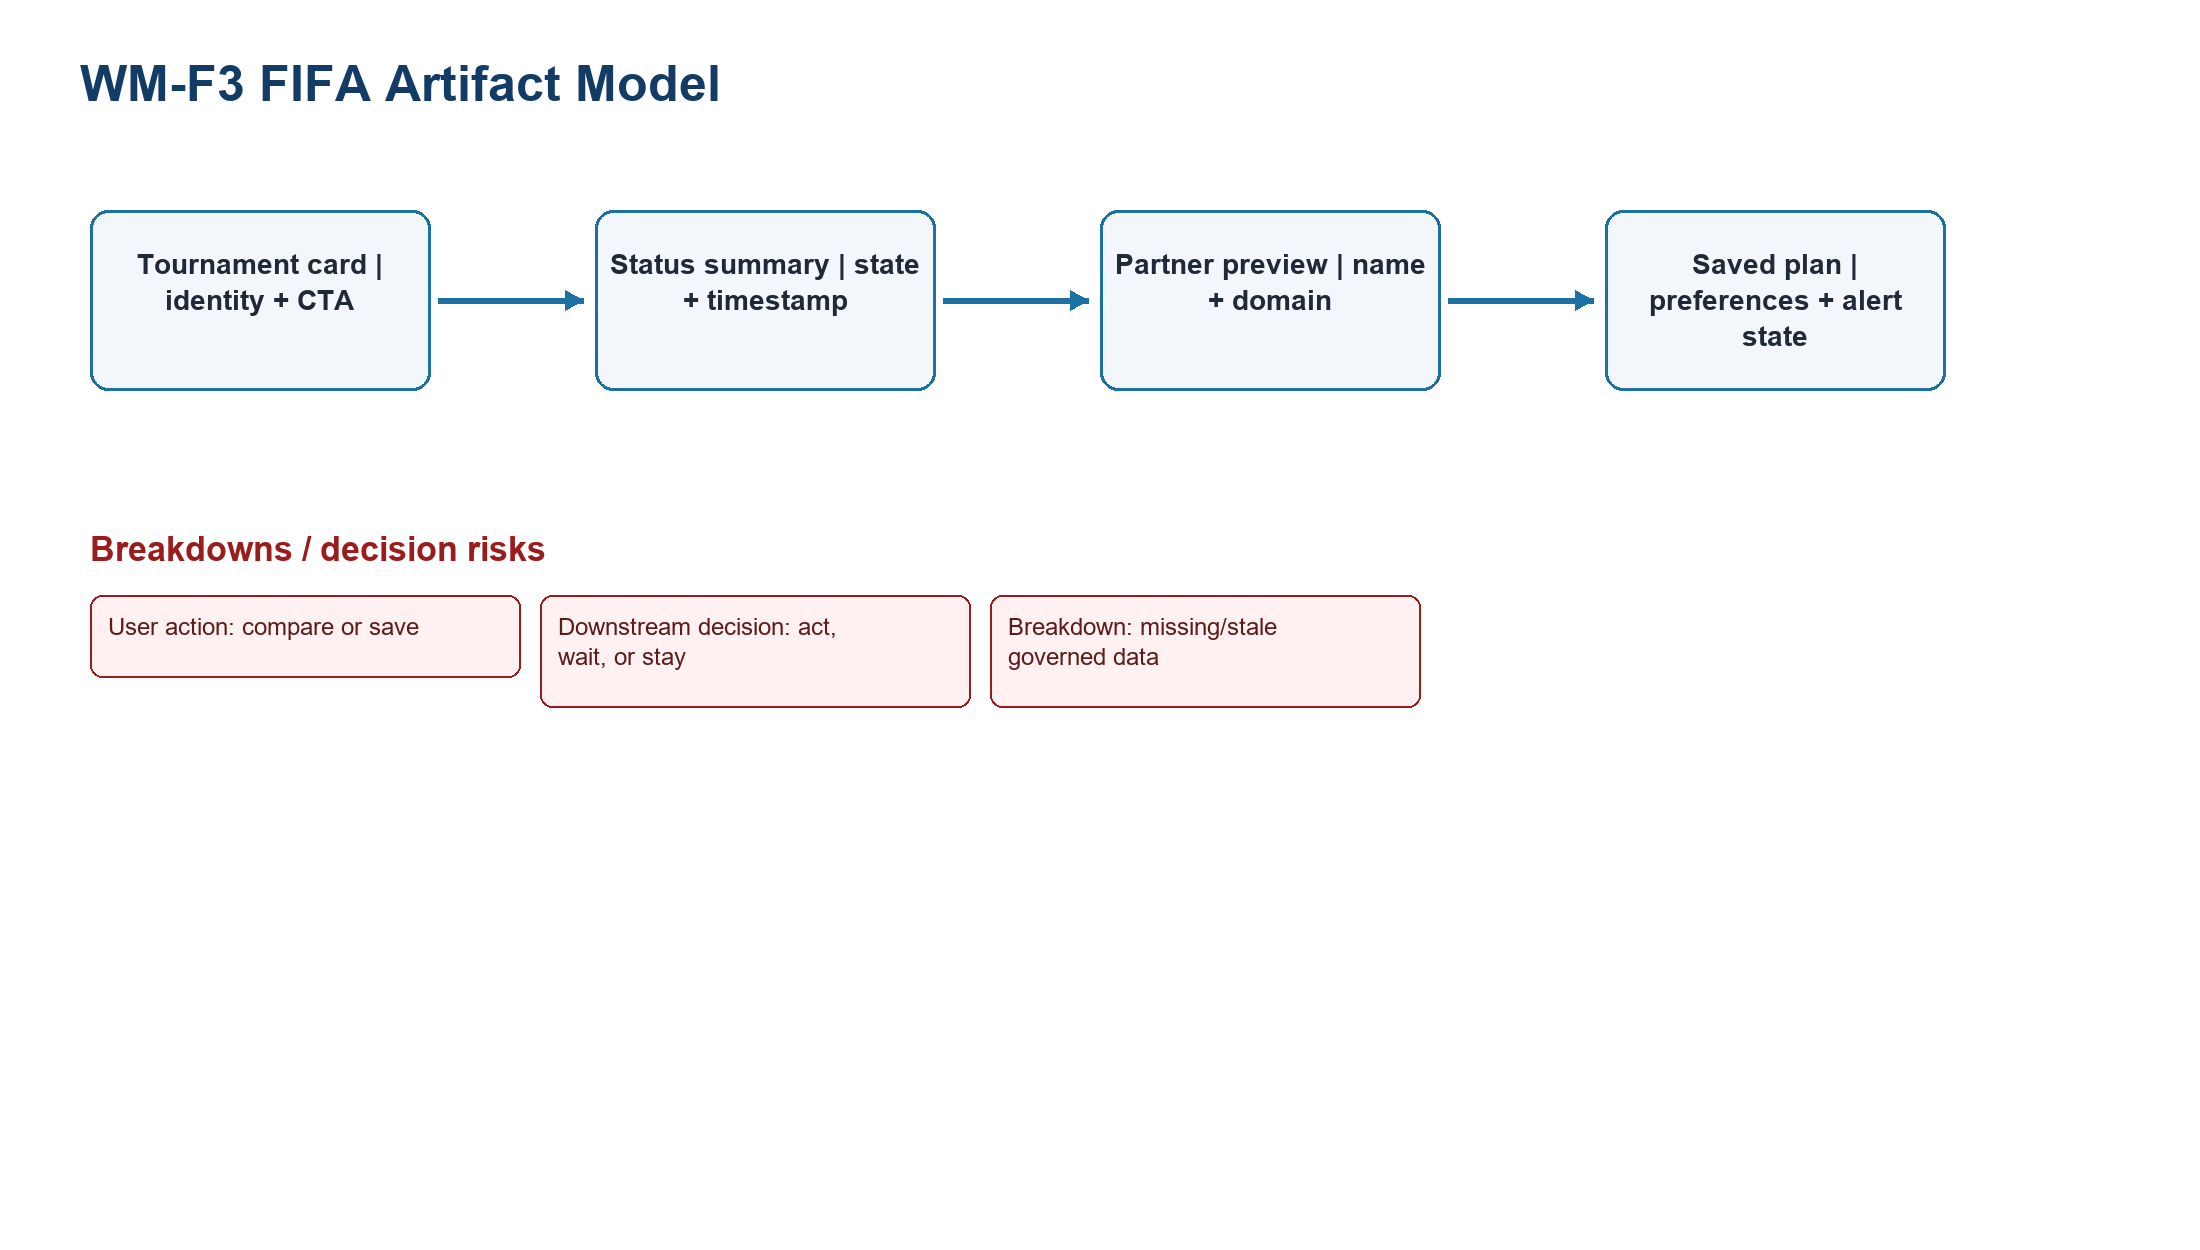 WM-F3 FIFA Artifact Model
Tournament card |
identity + CTA
Status summary | state
+ timestamp
Partner preview | name
+ domain
Saved plan |
preferences + alert
state
Breakdowns / decision risks
User action: compare or save
Downstream decision: act,
wait, or stay
Breakdown: missing/stale
governed data